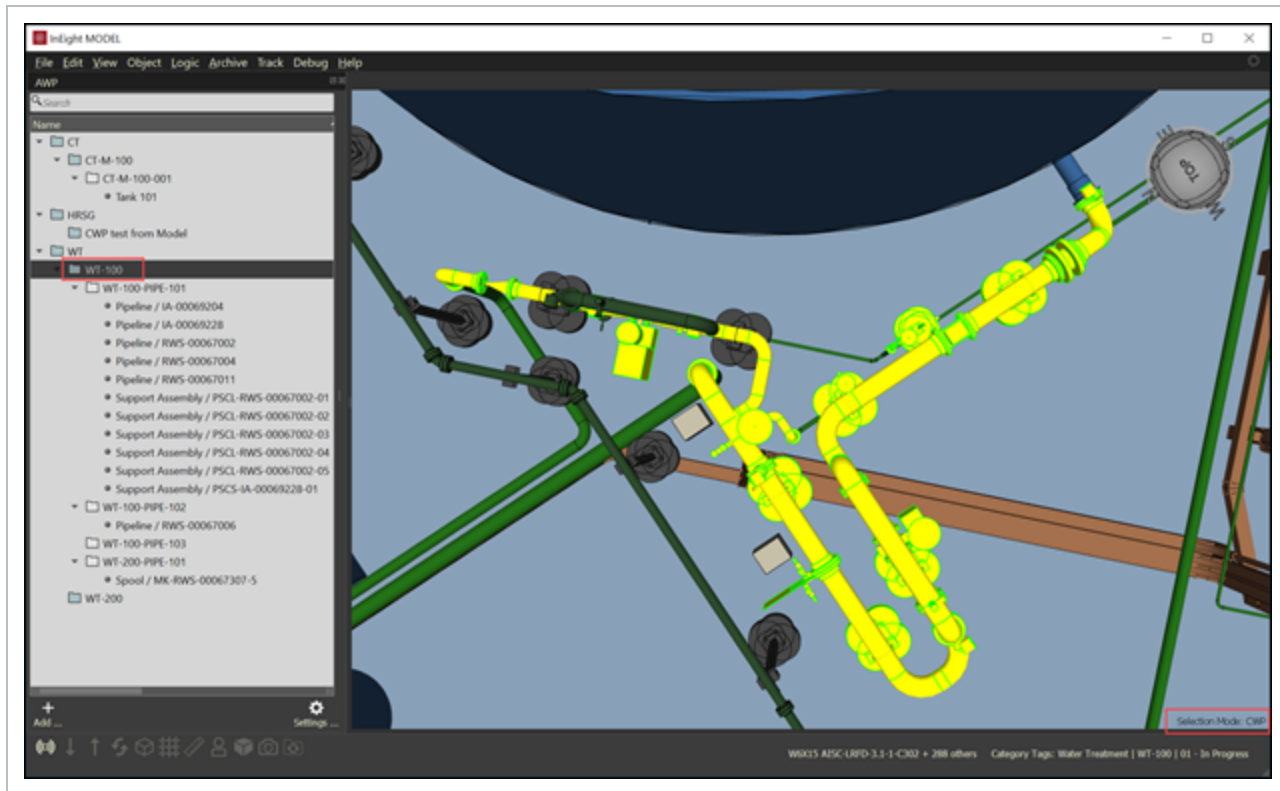 InEight MODEL
File Edit View Object Logic Archive Track Debug Help
AWP
Search
Name
CT
CT-M-100
CT-M-100-001
Tank 101
HRSG
CWP test from Model
WT
WT-100
WT-100-PIPE-101
Pipeline / IA-00069204
Pipeline / IA-00069228
Pipeline / RWS-00067002
Pipeline / RWS-00067004
Pipeline / RWS-00067011
Support Assembly / PSCL-RWS-00067002-01
Support Assembly / PSCL-RWS-00067002-02
Support Assembly / PSCL-RWS-00067002-03
Support Assembly / PSCL-RWS-00067002-04
Support Assembly / PSCL-RWS-00067002-05
Support Assembly / PSCS-IA-00069228-01
WT-100-PIPE-102
Pipeline / RWS-00067006
WT-100-PIPE-103
WT-200-PIPE-101
Spool / MK-RWS-00067307-5
WT-200
Add ...
Settings ...
TOP
Selection Mode: CWP
W6X15 AISC-LRFD-3.1-1-C302 + 288 others Category Tags: Water Treatment | WT-100 | 01 - In Progress